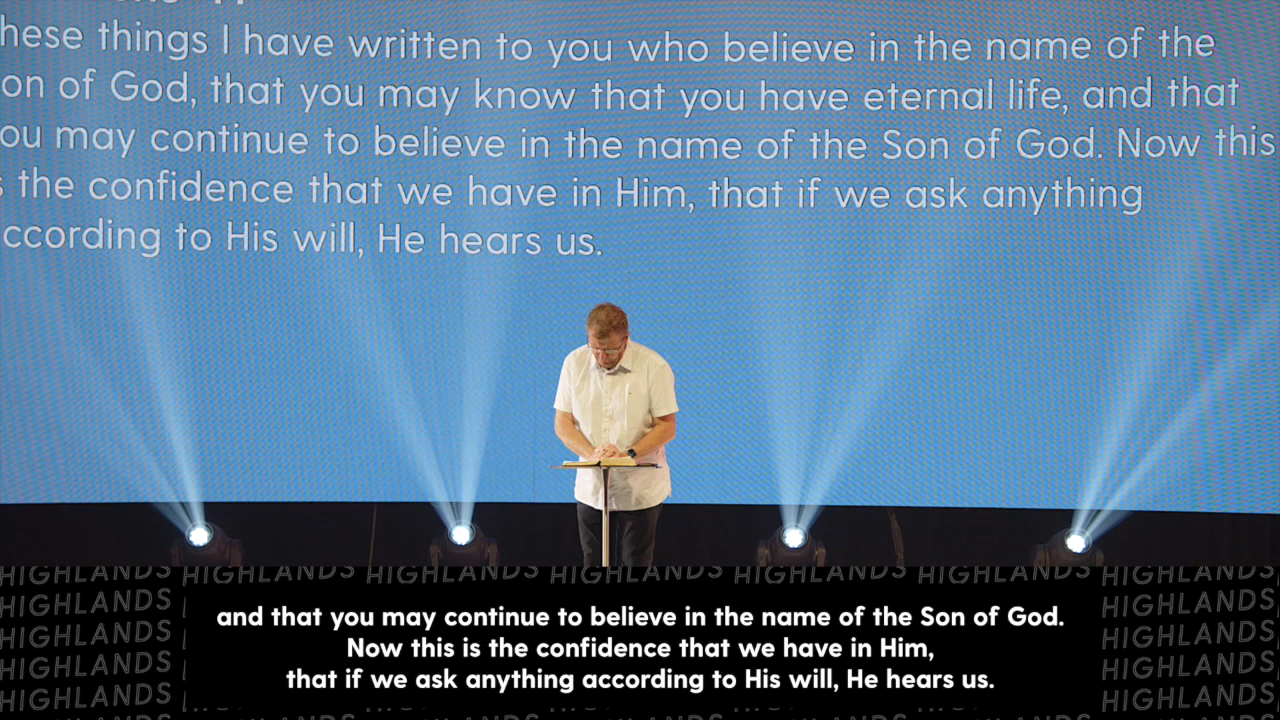 these things I have written to you who believe in the name of the
on of God, that you may know that you have eternal life, and that
ou may continue to believe in the name of the Son of God. Now this
the confidence that we have in Him, that if we ask anything
ccording to His will, He hears us.
HIGHLANDS HIGHLANDS HIGHLANDS HIGHLANDS HIGHLANDS HIGHLANDS HIGHLANDS
HIGHLANDS HIGHLANDS
and that you may continue to believe in the name of the Son of God.
HIGHLANDS HIGHLANDS
Now this is the confidence that we have in Him,
HIGHLANDS HIGHLANDS
that if we ask anything according to His will, He hears us.
HIGHLANDS HIGHLANDS